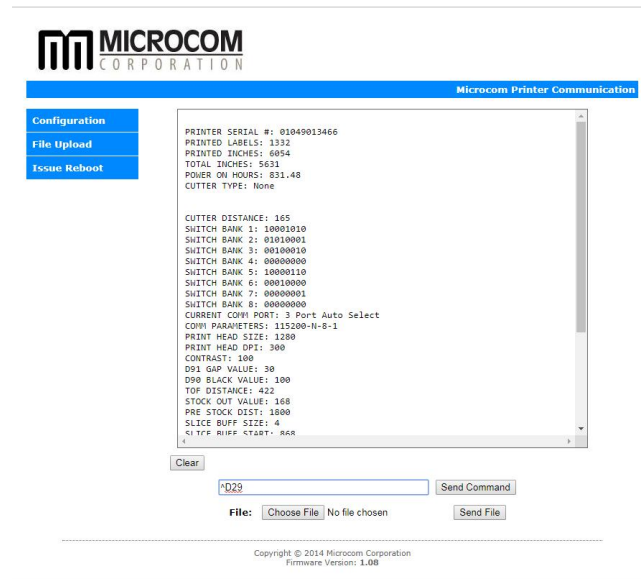 MICROCOM
CORPORATION
Microcom Printer Communication
Configuration
File Upload
Issue Reboot
PRINTER SERIAL #: 01049013466
PRINTED LABELS: 1332
PRINTED INCHES: 6054
TOTAL INCHES: 5631
POWER ON HOURS: 831.48
CUTTER TYPE: None
CUTTER DISTANCE: 165
SWITCH BANK 1: 10001010
SWITCH BANK 2: 01010001
SWITCH BANK 3: 00100010
SWITCH BANK 4: 00000000
SWITCH BANK 5: 10000110
SWITCH BANK 6: 00010000
SWITCH BANK 7: 00000001
SWITCH BANK 8: 00000000
CURRENT COMM PORT: 3 Port Auto Select
COMM PARAMETERS: 115200-N-8-1
PRINT HEAD SIZE: 1280
PRINT HEAD DPI: 300
CONTRAST: 100
D91 GAP VALUE: 30
D90 BLACK VALUE: 100
TOF DISTANCE: 422
STOCK OUT VALUE: 168
PRE STOCK DIST: 1800
SLICE BUFF SIZE: 4
SLICE BUFF START: 868
Clear
^D29 Send Command
File: Choose File No file chosen Send File
Copyright © 2014 Microcom Corporation
Firmware Version: 1.08